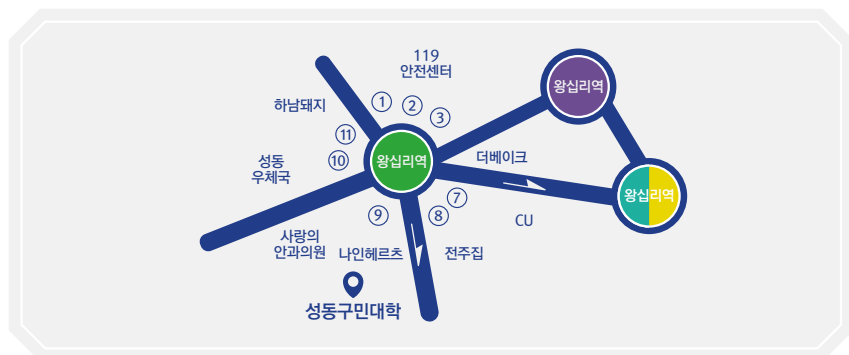 119
안전센터
하남돼지
1
2
3
11
10
왕십리역
왕십리역
왕십리역
더베이크
성동
우체국
7
8
9
CU
사랑의
안과의원
나인헤르츠
전주집
성동구민대학